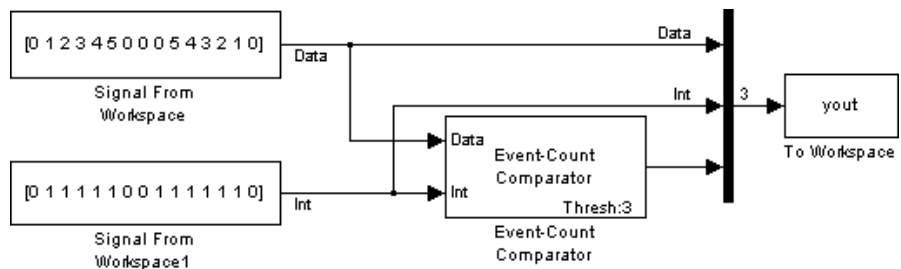 [0 1 2 3 4 5 0 0 0 5 4 3 2 1 0]
Data
Signal From
Workspace
Data
Int
3
yout
To Workspace
Data
Event-Count
Comparator
Int
Thresh:3
Event-Count
Comparator
[0 1 1 1 1 1 0 0 1 1 1 1 1 1 0]
Int
Signal From
Workspace1